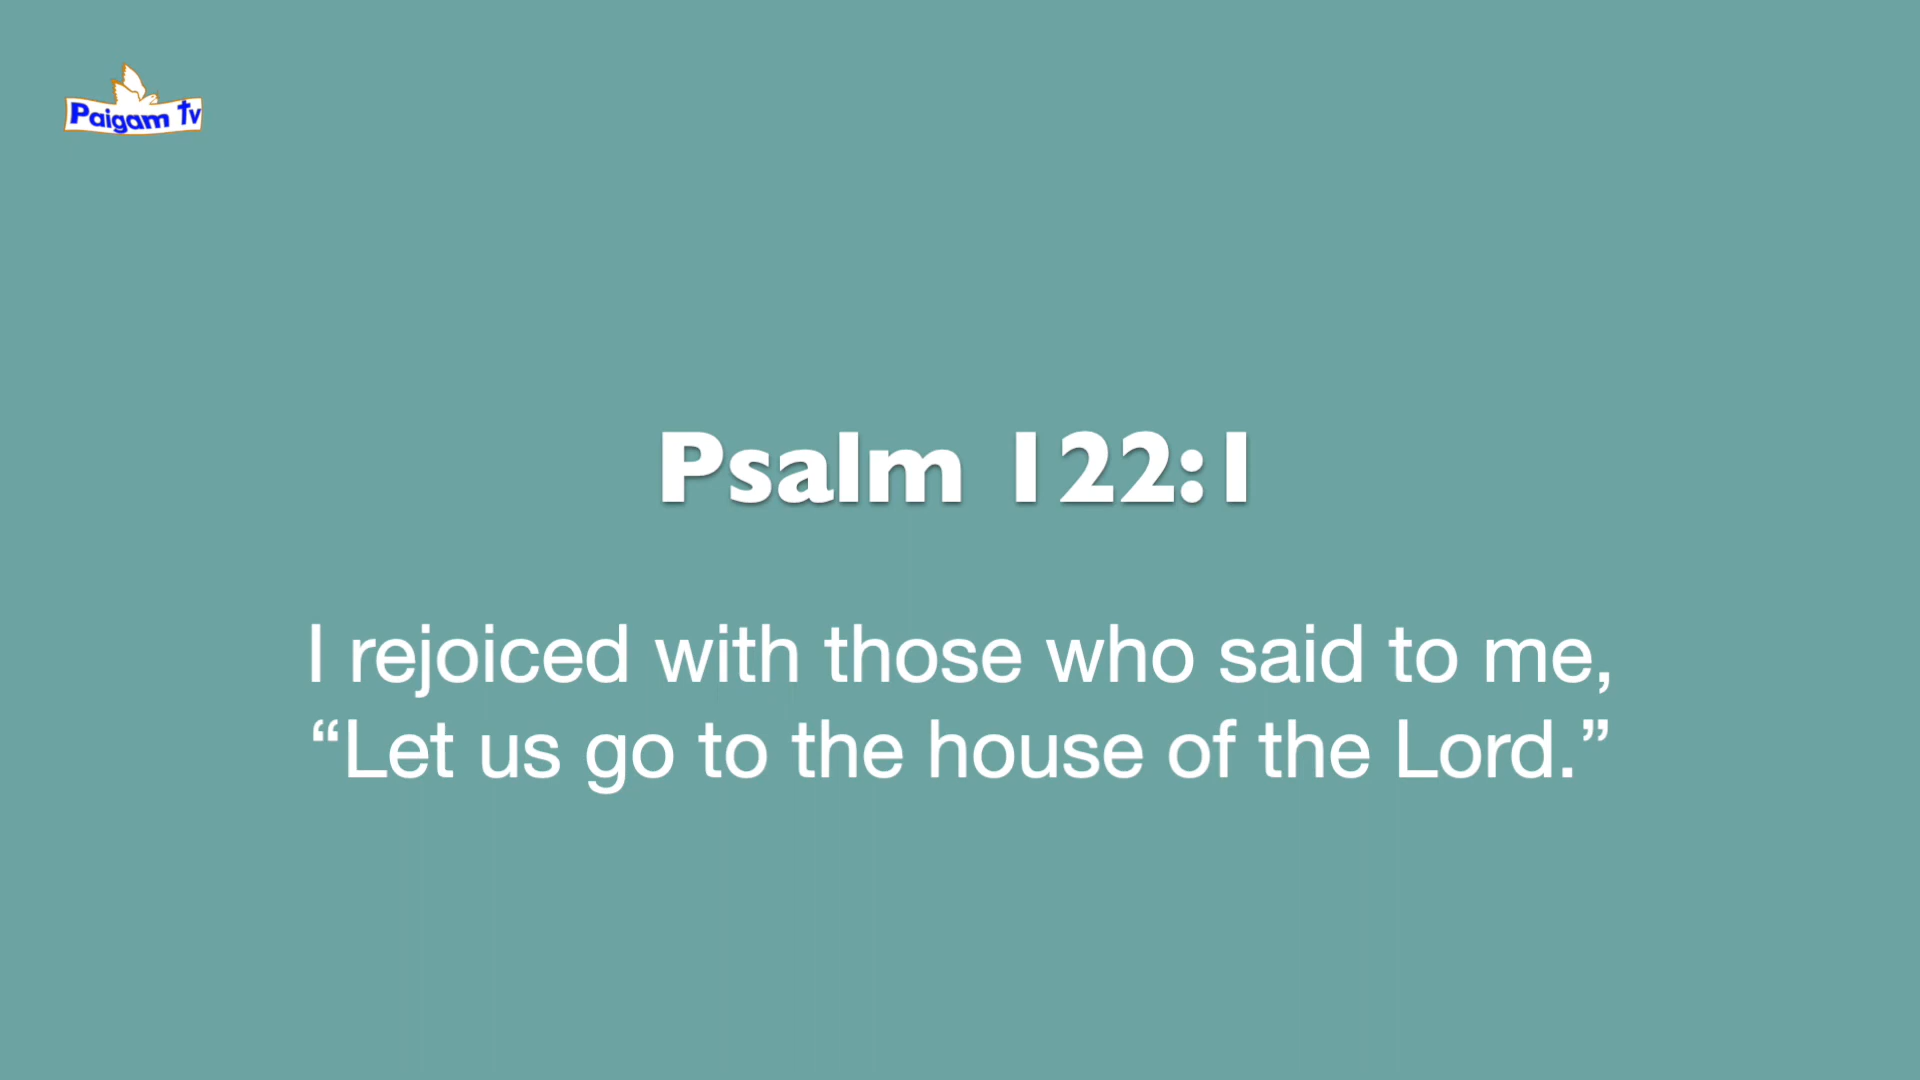 Paigam Tv
Psalm 122:1
I rejoiced with those who said to me,
“Let us go to the house of the Lord.”